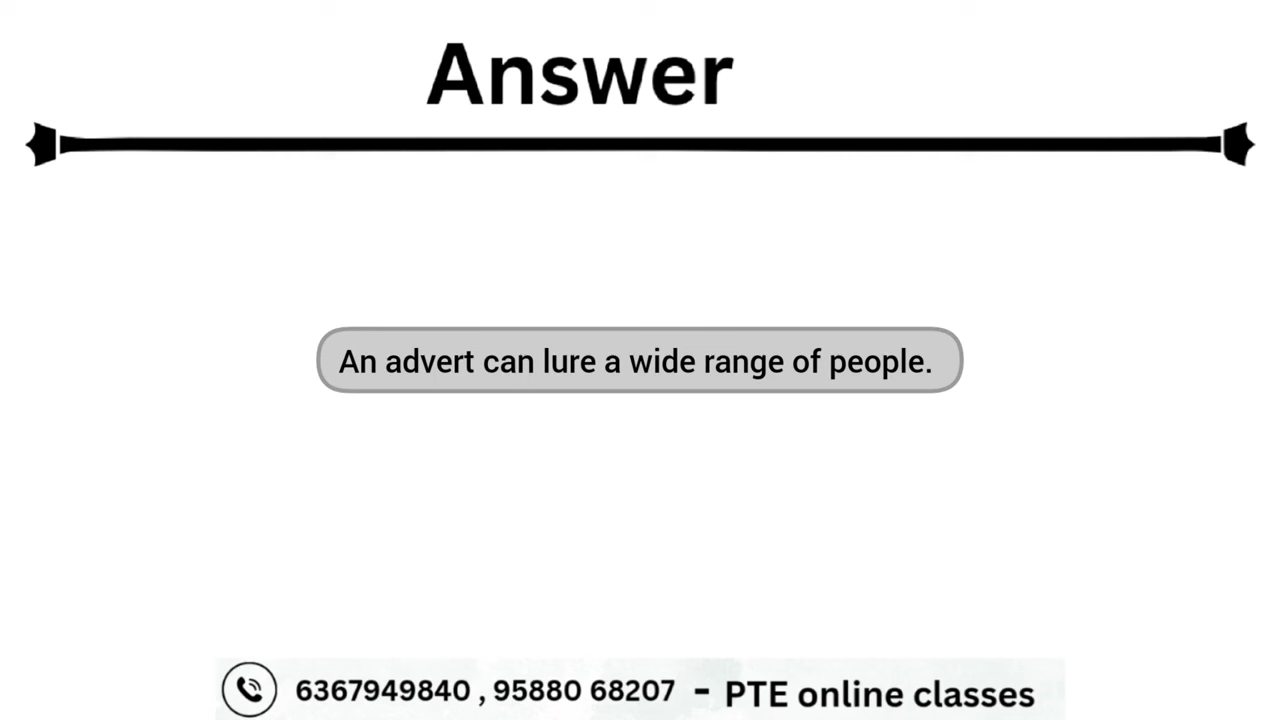 Answer
An advert can lure a wide range of people.
6367949840 , 95880 68207 - PTE online classes